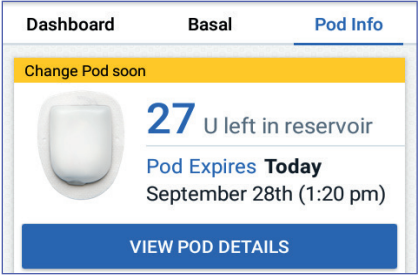 Dashboard Basal Pod Info
Change Pod soon
27 U left in reservoir
Pod Expires Today
September 28th (1:20 pm)
VIEW POD DETAILS